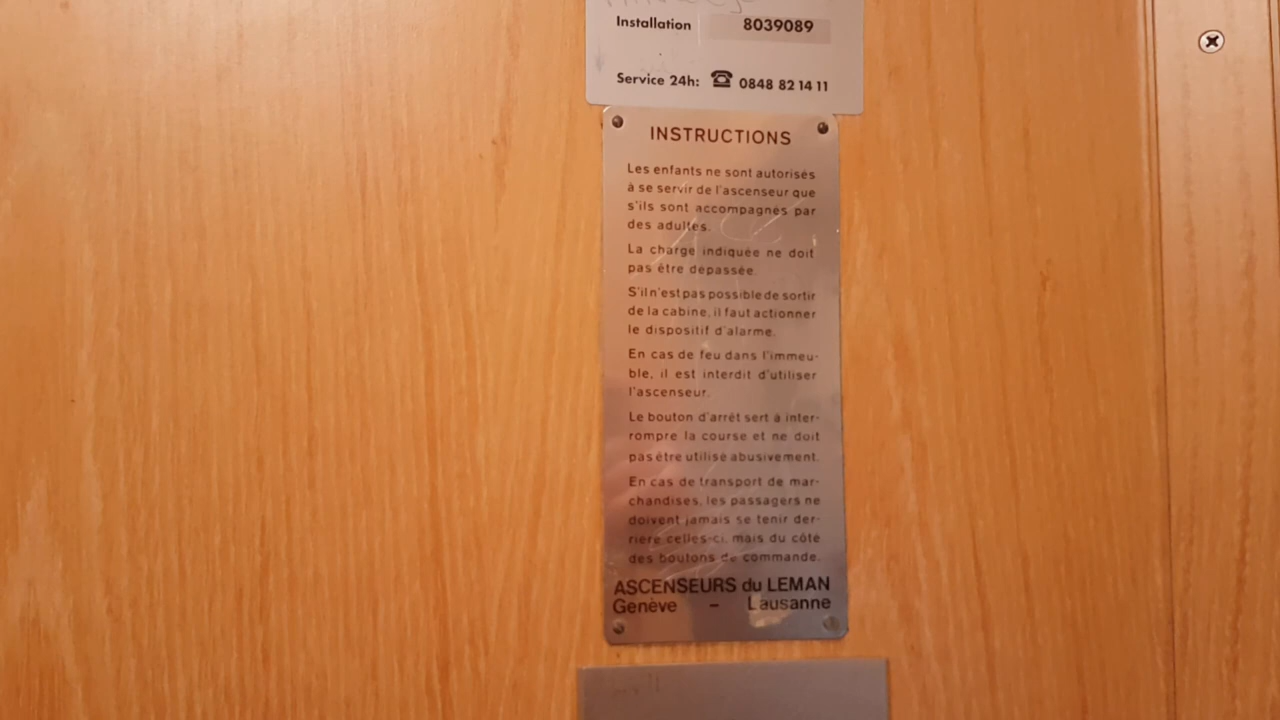 Installation 8039089
Service 24h: ☎ 0848 82 14 11
INSTRUCTIONS
Les enfants ne sont autorisés
à se servir de l'ascenseur que
s'ils sont accompagnés par
des adultes.
La charge indiquée ne doit
pas être dépassée.
S'il n'est pas possible de sortir
de la cabine, il faut actionner
le dispositif d'alarme.
En cas de feu dans l'immeu-
ble, il est interdit d'utiliser
l'ascenseur.
Le bouton d'arrêt sert à inter-
rompre la course et ne doit
pas être utilisé abusivement.
En cas de transport de mar-
chandises, les passagers ne
doivent jamais se tenir der-
rière celles-ci, mais du côté
des boutons de commande.
ASCENSEURS du LEMAN
Genève – Lausanne